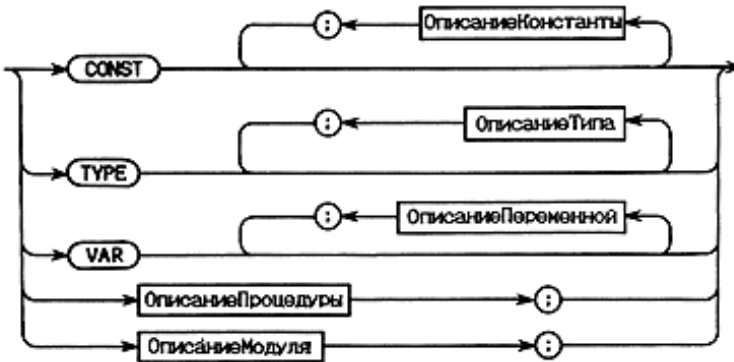 ; ОписаниеКонстанты
CONST
; ОписаниеТипа
TYPE
; ОписаниеПеременной
VAR
ОписаниеПроцедуры ;
ОписаниеМодуля ;